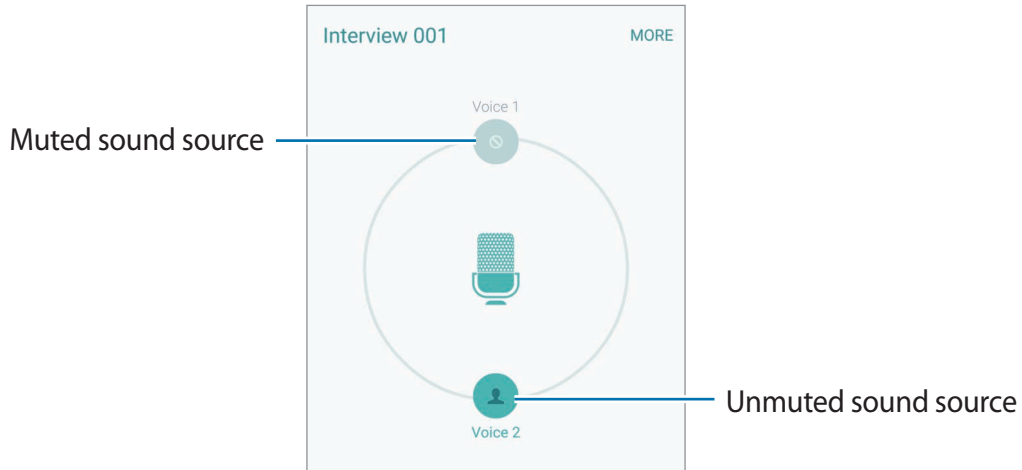 Interview 001
MORE
Voice 1
Muted sound source
Unmuted sound source
Voice 2